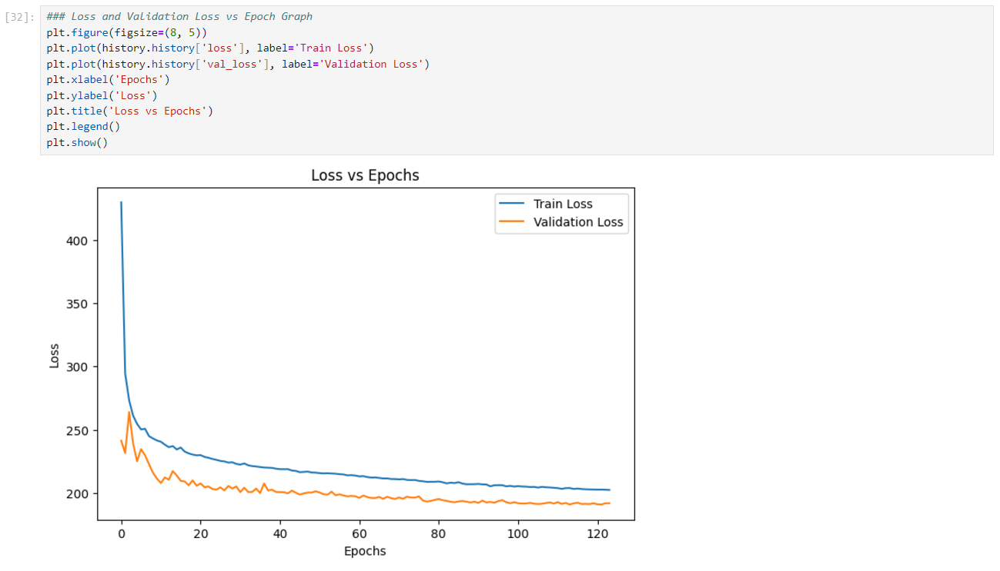 [32]:
### Loss and Validation Loss vs Epoch Graph
plt.figure(figsize=(8, 5))
plt.plot(history.history['loss'], label='Train Loss')
plt.plot(history.history['val_loss'], label='Validation Loss')
plt.xlabel('Epochs')
plt.ylabel('Loss')
plt.title('Loss vs Epochs')
plt.legend()
plt.show()
Loss vs Epochs
Train Loss
Validation Loss
400
350
300
250
200
Loss
0 20 40 60 80 100 120
Epochs